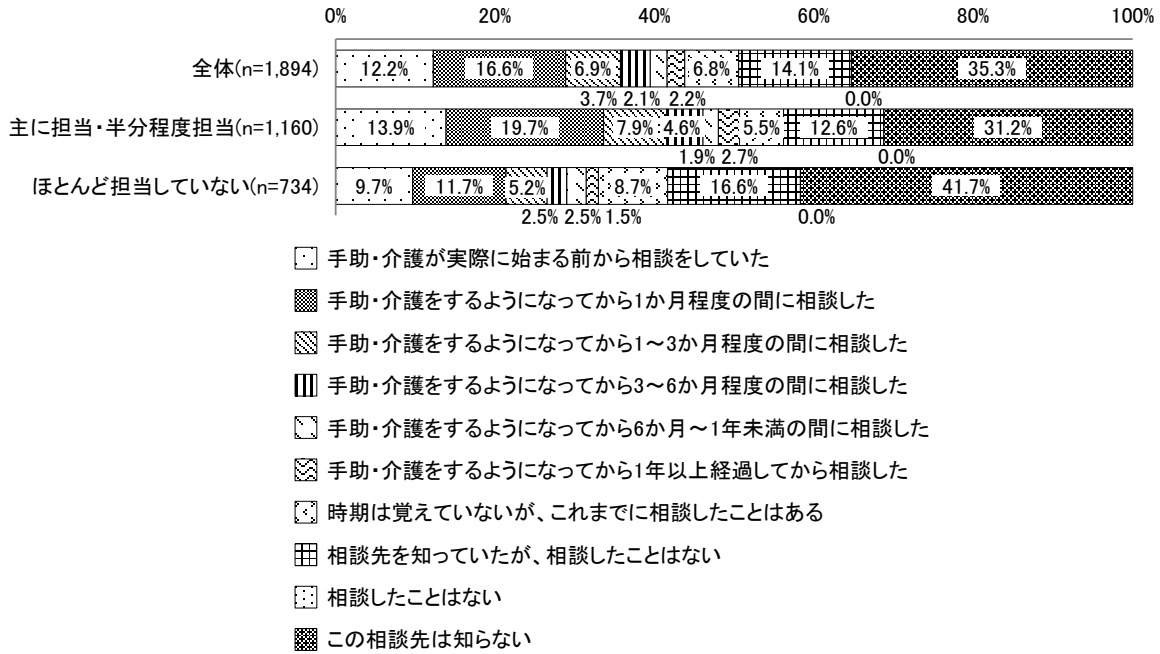 0% 20% 40% 60% 80% 100%
全体(n=1,894) 12.2% 16.6% 6.9% 6.8% 14.1% 35.3%
3.7% 2.1% 2.2% 0.0%
主に担当・半分程度担当(n=1,160) 13.9% 19.7% 7.9% 4.6% 5.5% 12.6% 31.2%
1.9% 2.7% 0.0%
ほとんど担当していない(n=734) 9.7% 11.7% 5.2% 8.7% 16.6% 41.7%
2.5% 2.5% 1.5% 0.0%
手助・介護が実際に始まる前から相談をしていた
手助・介護をするようになってから1か月程度の間に相談した
手助・介護をするようになってから1～3か月程度の間に相談した
手助・介護をするようになってから3～6か月程度の間に相談した
手助・介護をするようになってから6か月～1年未満の間に相談した
手助・介護をするようになってから1年以上経過してから相談した
時期は覚えていないが、これまでに相談したことはある
相談先を知っていたが、相談したことはない
相談したことはない
この相談先は知らない